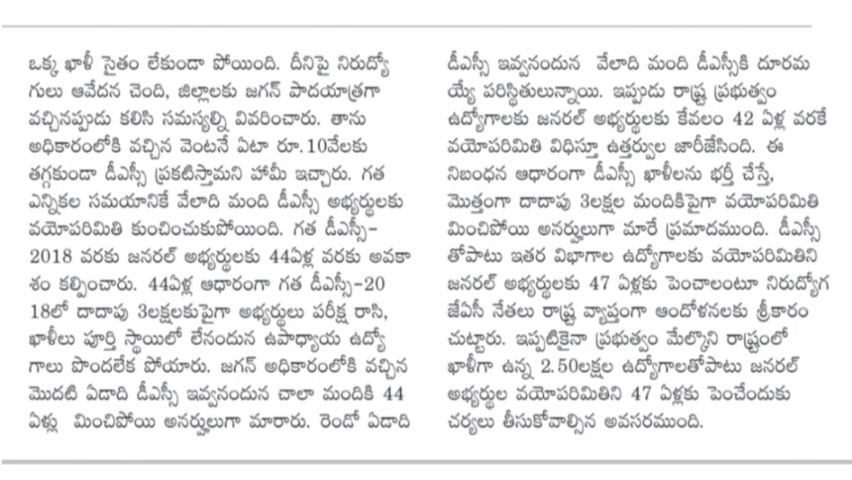 ఒక్క ఖాళీ సైతం లేకుండా పోయింది. దీనిపై నిరుద్యో
గులు ఆవేదన చెంది, జిల్లాలకు జగన్ పాదయాత్రగా
వచ్చినప్పుడు కలిసి సమస్యల్ని వివరించారు. తాను
అధికారంలోకి వచ్చిన వెంటనే ఏటా రూ.10వేలకు
తగ్గకుండా డీఎస్సీ ప్రకటిస్తామని హామీ ఇచ్చారు. గత
ఎన్నికల సమయానికే వేలాది మంది డీఎస్సీ అభ్యర్థులకు
వయోపరిమితి కుంచించుకుపోయింది. గత డీఎస్సీ-
2018 వరకు జనరల్ అభ్యర్థులకు 44ఏళ్ల వరకు అవకా
శం కల్పించారు. 44ఏళ్ల ఆధారంగా గత డీఎస్సీ-20
18లో దాదాపు 3లక్షలకుపైగా అభ్యర్థులు పరీక్ష రాసి,
ఖాళీలు పూర్తి స్థాయిలో లేనందున ఉపాధ్యాయ ఉద్యో
గాలు పొందలేక పోయారు. జగన్ అధికారంలోకి వచ్చిన
మొదటి ఏడాది డీఎస్సీ ఇవ్వనందున చాలా మందికి 44
ఏళ్లు మించిపోయి అనర్హులుగా మారారు. రెండో ఏడాది
డీఎస్సీ ఇవ్వనందున వేలాది మంది డీఎస్సీకి దూరమ
య్యే పరిస్థితులున్నాయి. ఇప్పుడు రాష్ట్ర ప్రభుత్వం
ఉద్యోగాలకు జనరల్ అభ్యర్థులకు కేవలం 42 ఏళ్ల వరకే
వయోపరిమితి విధిస్తూ ఉత్తర్వుల జారీజేసింది. ఈ
నిబంధన ఆధారంగా డీఎస్సీ ఖాళీలను భర్తీ చేస్తే,
మొత్తంగా దాదాపు 3లక్షల మందికిపైగా వయోపరిమితి
మించిపోయి అనర్హులుగా మారే ప్రమాదముంది. డీఎస్సీ
తోపాటు ఇతర విభాగాల ఉద్యోగాలకు వయోపరిమితిని
జనరల్ అభ్యర్థులకు 47 ఏళ్లకు పెంచాలంటూ నిరుద్యోగ
జేఏసీ నేతలు రాష్ట్ర వ్యాప్తంగా ఆందోళనలకు శ్రీకారం
చుట్టారు. ఇప్పటికైనా ప్రభుత్వం మేల్కొని రాష్ట్రంలో
ఖాళీగా ఉన్న 2.50లక్షల ఉద్యోగాలతోపాటు జనరల్
అభ్యర్థుల వయోపరిమితిని 47 ఏళ్లకు పెంచేందుకు
చర్యలు తీసుకోవాల్సిన అవసరముంది.